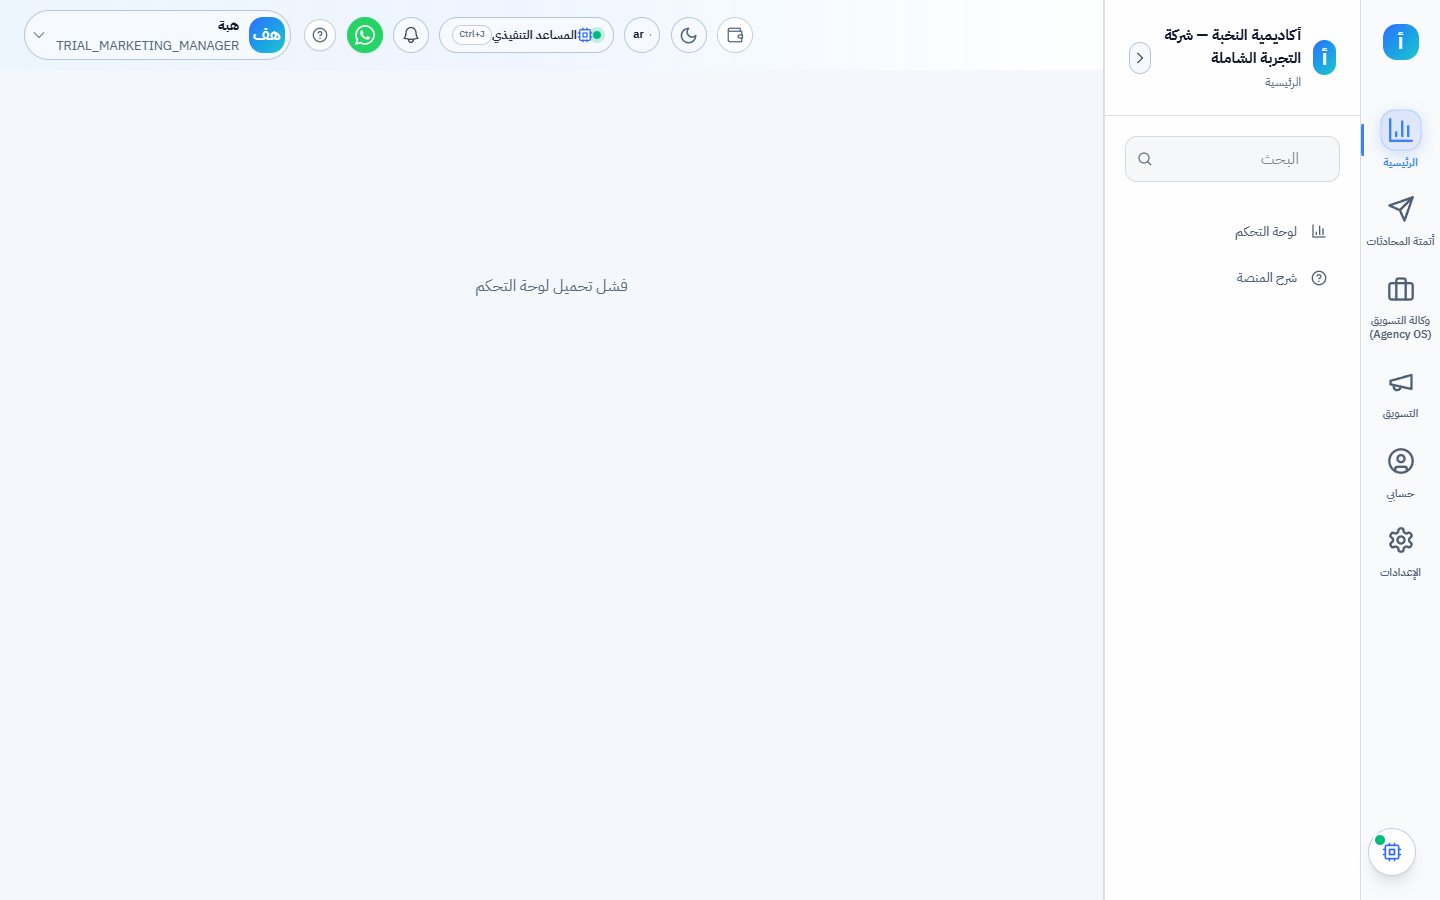 أ
الرئيسية
أتمتة المحادثات
وكالة التسويق
(Agency OS)
التسويق
حسابي
الإعدادات
أ
أكاديمية النخبة — شركة
التجربة الشاملة
الرئيسية
البحث
لوحة التحكم
شرح المنصة
ar
المساعد التنفيذي
Ctrl+J
هف
هبة
TRIAL_MARKETING_MANAGER
فشل تحميل لوحة التحكم